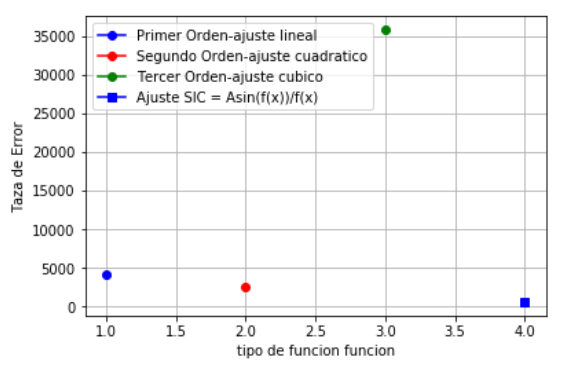 35000
30000
25000
20000
15000
10000
5000
0
Taza de Error
Primer Orden-ajuste lineal
Segundo Orden-ajuste cuadratico
Tercer Orden-ajuste cubico
Ajuste SIC = Asin(f(x))/f(x)
1.0 1.5 2.0 2.5 3.0 3.5 4.0
tipo de funcion funcion